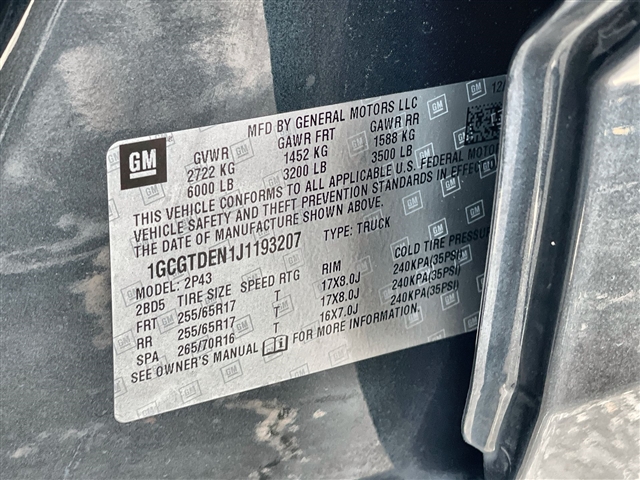 12/
MFD BY GENERAL MOTORS LLC
GM
GVWR GAWR FRT GAWR RR
2722 KG 1452 KG 1588 KG
6000 LB 3200 LB 3500 LB
THIS VEHICLE CONFORMS TO ALL APPLICABLE U.S. FEDERAL MOTOR
VEHICLE SAFETY AND THEFT PREVENTION STANDARDS IN EFFECT
THE DATE OF MANUFACTURE SHOWN ABOVE.
1GCGTDEN1J1193207 TYPE: TRUCK
MODEL: 2P43
2BD5 TIRE SIZE SPEED RTG RIM COLD TIRE PRESSURE
FRT 255/65R17 T 17X8.0J 240KPA(35PSI)
RR 255/65R17 T 17X8.0J 240KPA(35PSI)
SPA 265/70R16 T 16X7.0J 240KPA(35PSI)
SEE OWNER'S MANUAL FOR MORE INFORMATION.